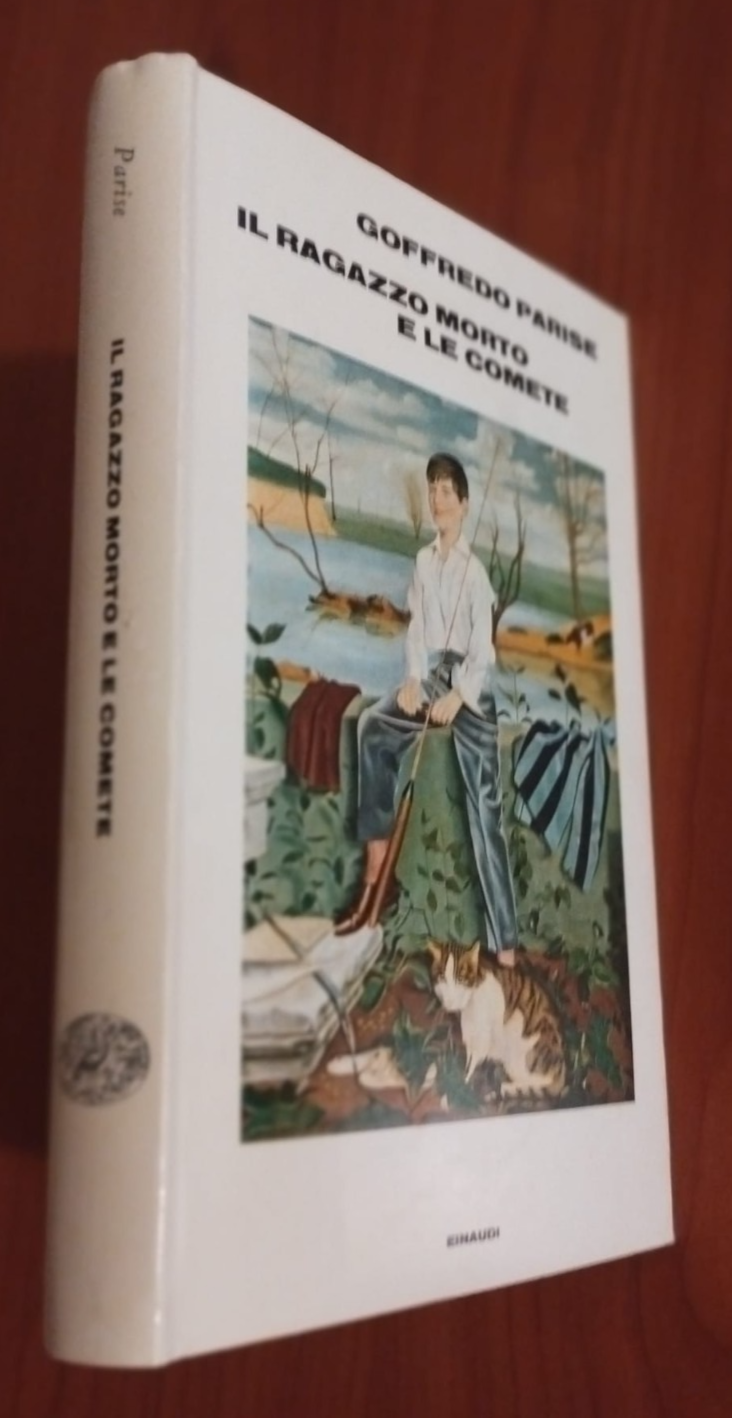 Parise
IL RAGAZZO MORTO E LE COMETE
GOFFREDO PARISE
IL RAGAZZO MORTO
E LE COMETE
EINAUDI